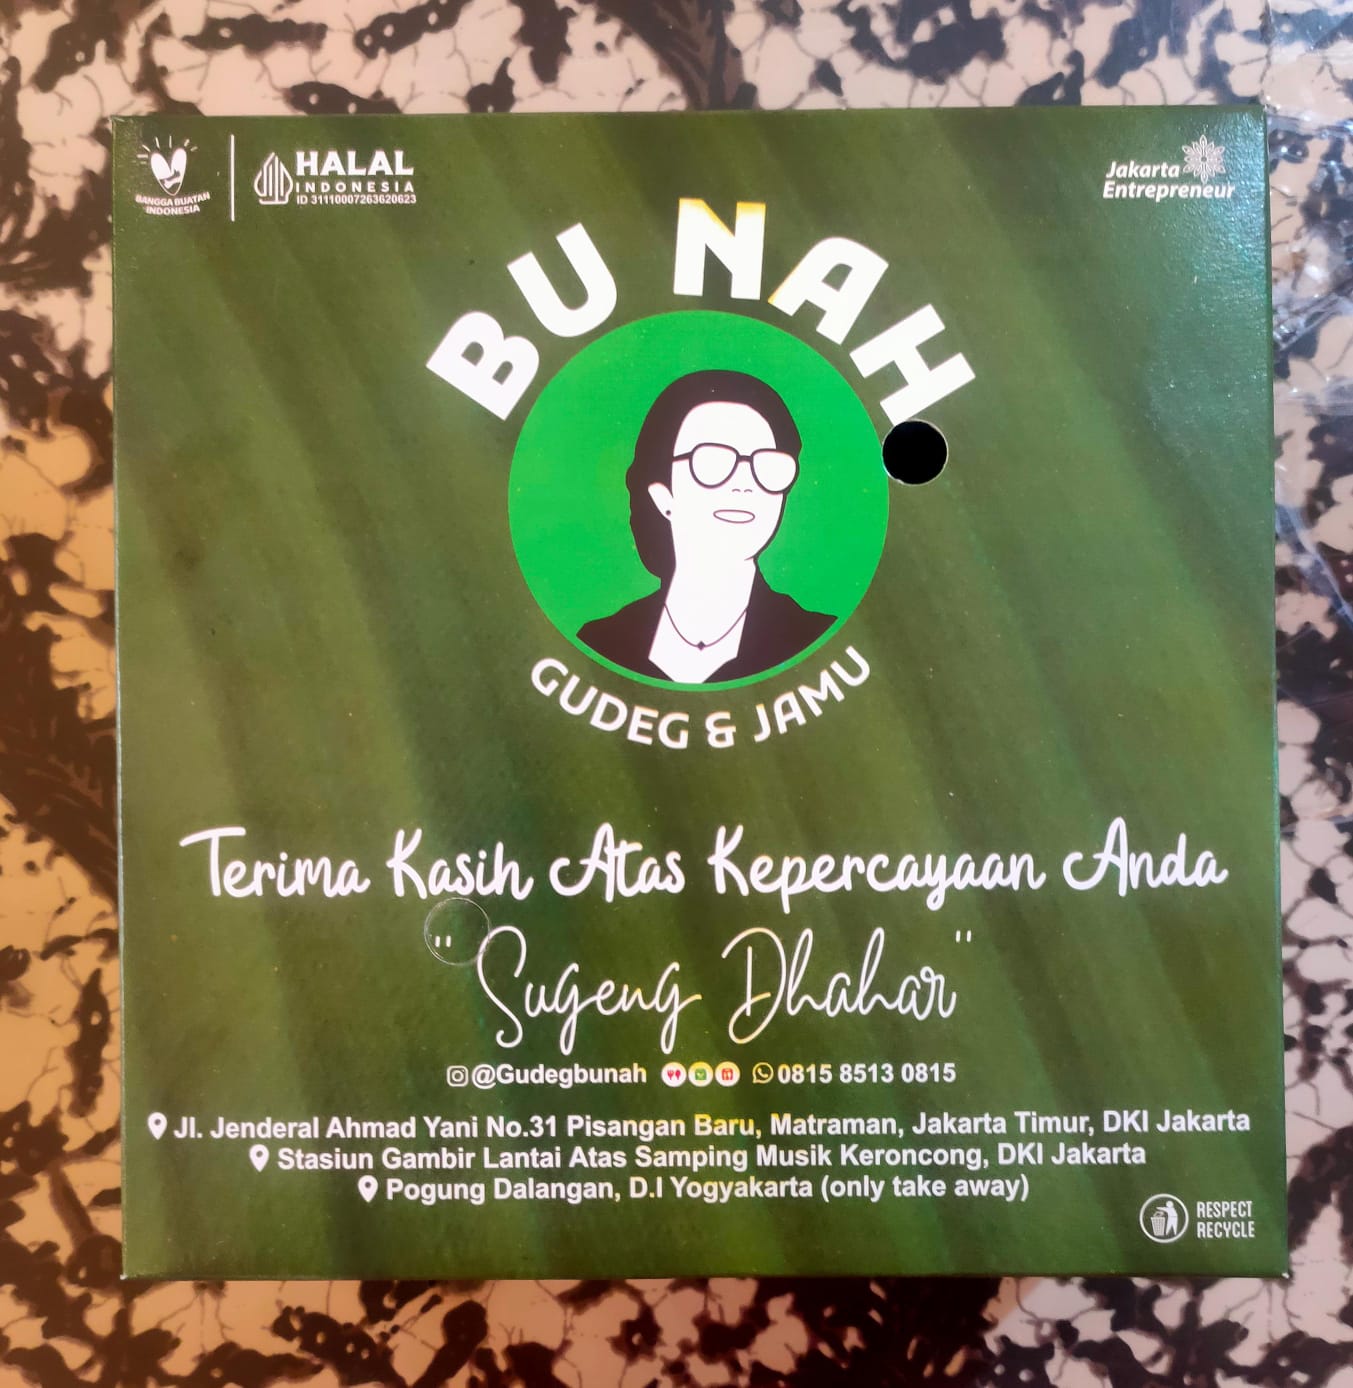 BANGGA BUATAN
INDONESIA
HALAL
INDONESIA
ID 31110007263620623
Jakarta
Entrepreneur
BU NAH
GUDEG & JAMU
Terima Kasih Atas Kepercayaan Anda
"Sugeng Dhahar"
@Gudegbunah 0815 8513 0815
Jl. Jenderal Ahmad Yani No.31 Pisangan Baru, Matraman, Jakarta Timur, DKI Jakarta
Stasiun Gambir Lantai Atas Samping Musik Keroncong, DKI Jakarta
Pogung Dalangan, D.I Yogyakarta (only take away)
RESPECT
RECYCLE